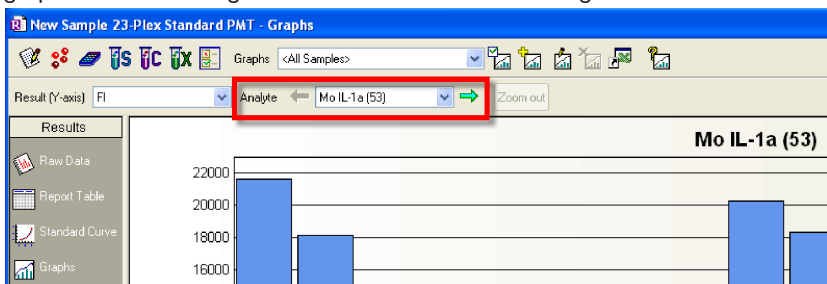 New Sample 23-Plex Standard PMT - Graphs
Graphs <All Samples>
Result (Y-axis) FI Analyte Mo IL-1a (53) Zoom out
Results
Mo IL-1a (53)
Raw Data
22000
Report Table
20000
Standard Curve
18000
Graphs
16000